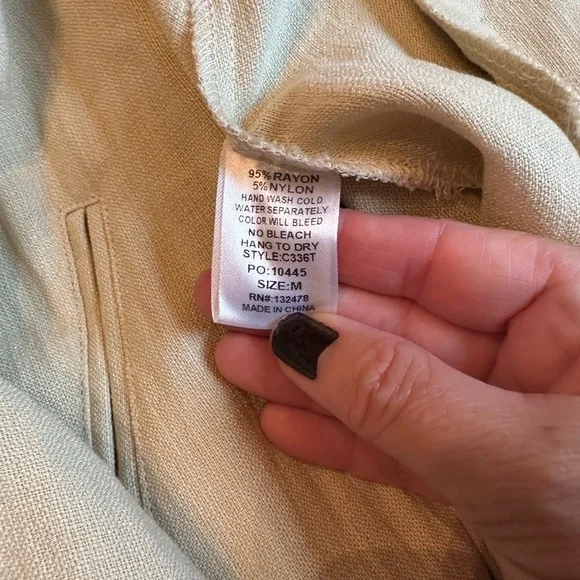 95% RAYON
5% NYLON
HAND WASH COLD
WATER SEPARATELY
COLOR WILL BLEED
NO BLEACH
HANG TO DRY
STYLE:C336T
PO:10445
SIZE:M
RN#:132478
MADE IN CHINA